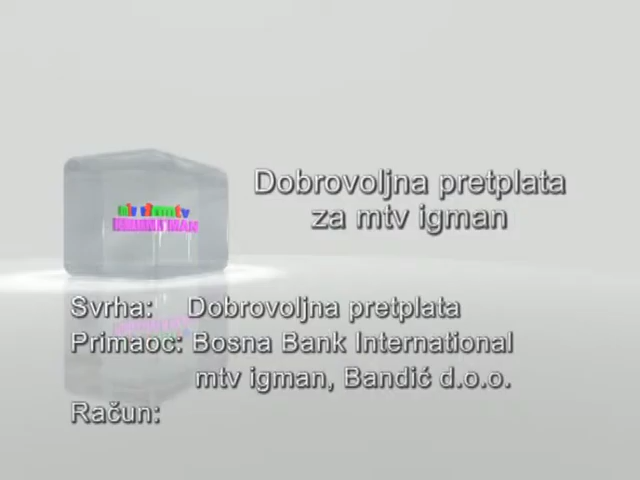 Dobrovoljna pretplata
za mtv igman
Svrha: Dobrovoljna pretplata
Primaoc: Bosna Bank International
mtv igman, Bandić d.o.o.
Račun: